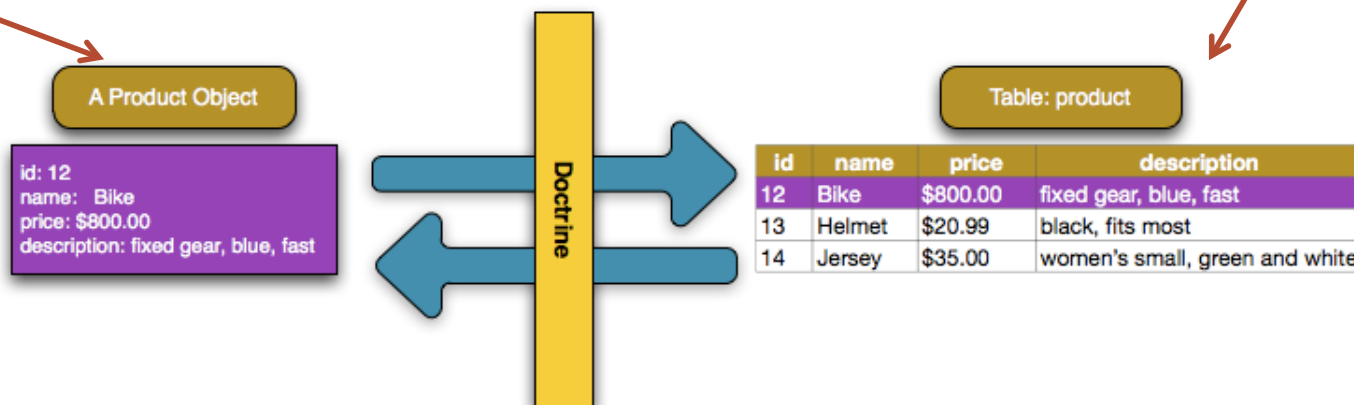 A Product Object
id: 12
name: Bike
price: $800.00
description: fixed gear, blue, fast
Doctrine
Table: product
id name price description
12 Bike $800.00 fixed gear, blue, fast
13 Helmet $20.99 black, fits most
14 Jersey $35.00 women's small, green and white